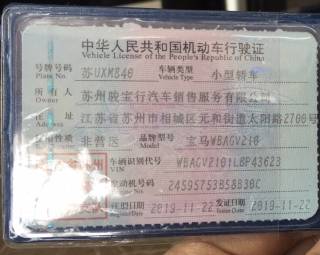 中华人民共和国机动车行驶证
Vehicle License of the People's Republic of China
号牌号码 苏UXM846 车辆类型 小型轿车
Plate No. Vehicle Type
所有人 苏州骏宝行汽车销售服务有限公司
Owner
住址 江苏省苏州市相城区元和街道太阳路2700号
Address
使用性质 非营运 品牌型号 宝马WBAGV210
Model
车辆识别代号 WBAGV2101LBP43623
VIN
发动机号码 24595753B58B30C
注册日期 2019-11-22 发证日期 2019-11-22
Issue Date